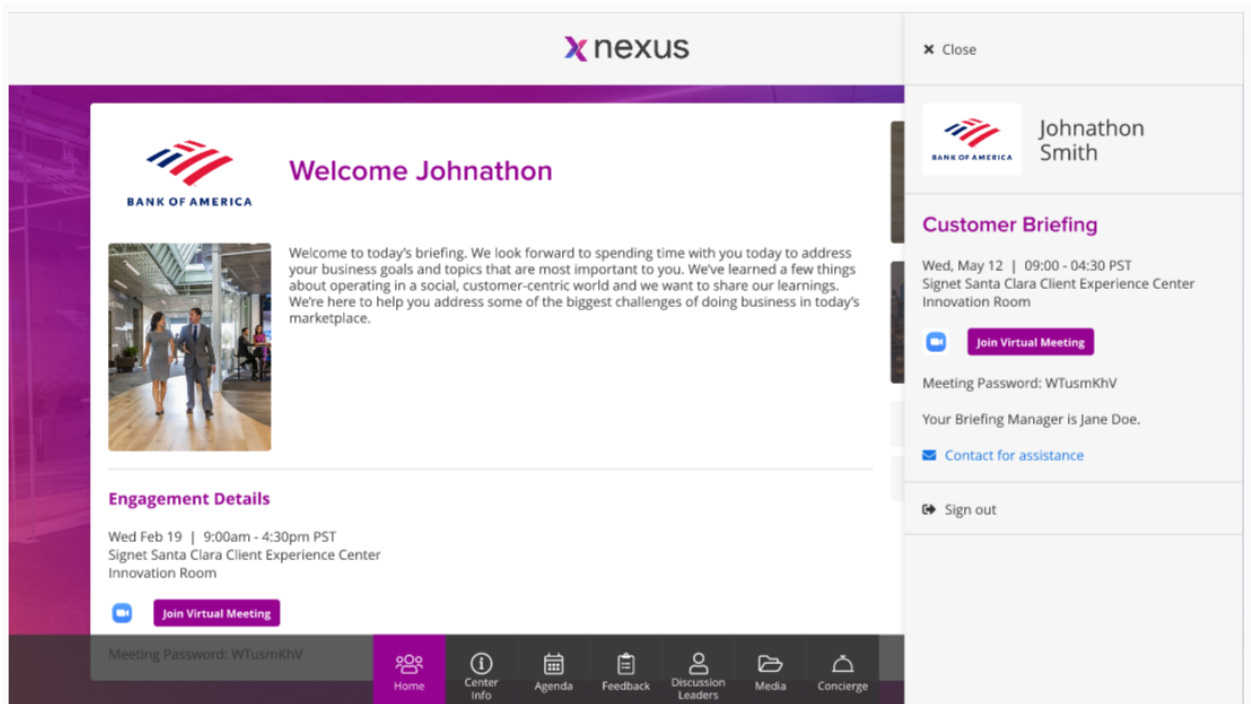 nexus
BANK OF AMERICA
Welcome Johnathon
Welcome to today's briefing. We look forward to spending time with you today to address
your business goals and topics that are most important to you. We've learned a few things
about operating in a social, customer-centric world and we want to share our learnings.
We're here to help you address some of the biggest challenges of doing business in today's
marketplace.
Engagement Details
Wed Feb 19 | 9:00am - 4:30pm PST
Signet Santa Clara Client Experience Center
Innovation Room
Join Virtual Meeting
Meeting Password: WTusmKhV
Home
Center
Info
Agenda
Feedback
Discussion
Leaders
Media
Concierge
Close
BANK OF AMERICA
Johnathon
Smith
Customer Briefing
Wed, May 12 | 09:00 - 04:30 PST
Signet Santa Clara Client Experience Center
Innovation Room
Join Virtual Meeting
Meeting Password: WTusmKhV
Your Briefing Manager is Jane Doe.
Contact for assistance
Sign out